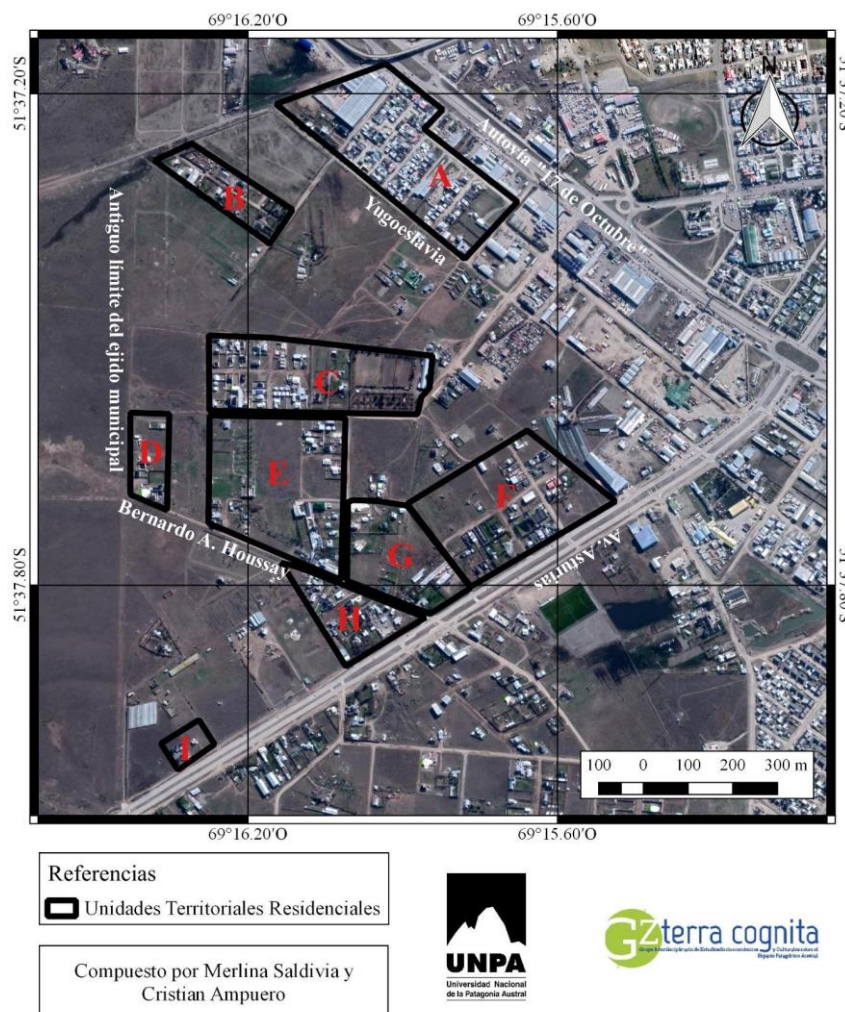 69°16.20'O
69°15.60'O
51°37.20'S
51°37.20'S
N
Autovía "17 de Octubre"
A
B
Yugoeslavia
Antiguo límite del ejido municipal
C
D
E
F
Bernardo A. Houssay
G
Av. Asturias
51°37.80'S
51°37.80'S
H
I
100 0 100 200 300 m
69°16.20'O
69°15.60'O
Referencias
Unidades Territoriales Residenciales
Compuesto por Merlina Saldivia y
Cristian Ampuero
UNPA
Universidad Nacional
de la Patagonia Austral
GZ terra cognita